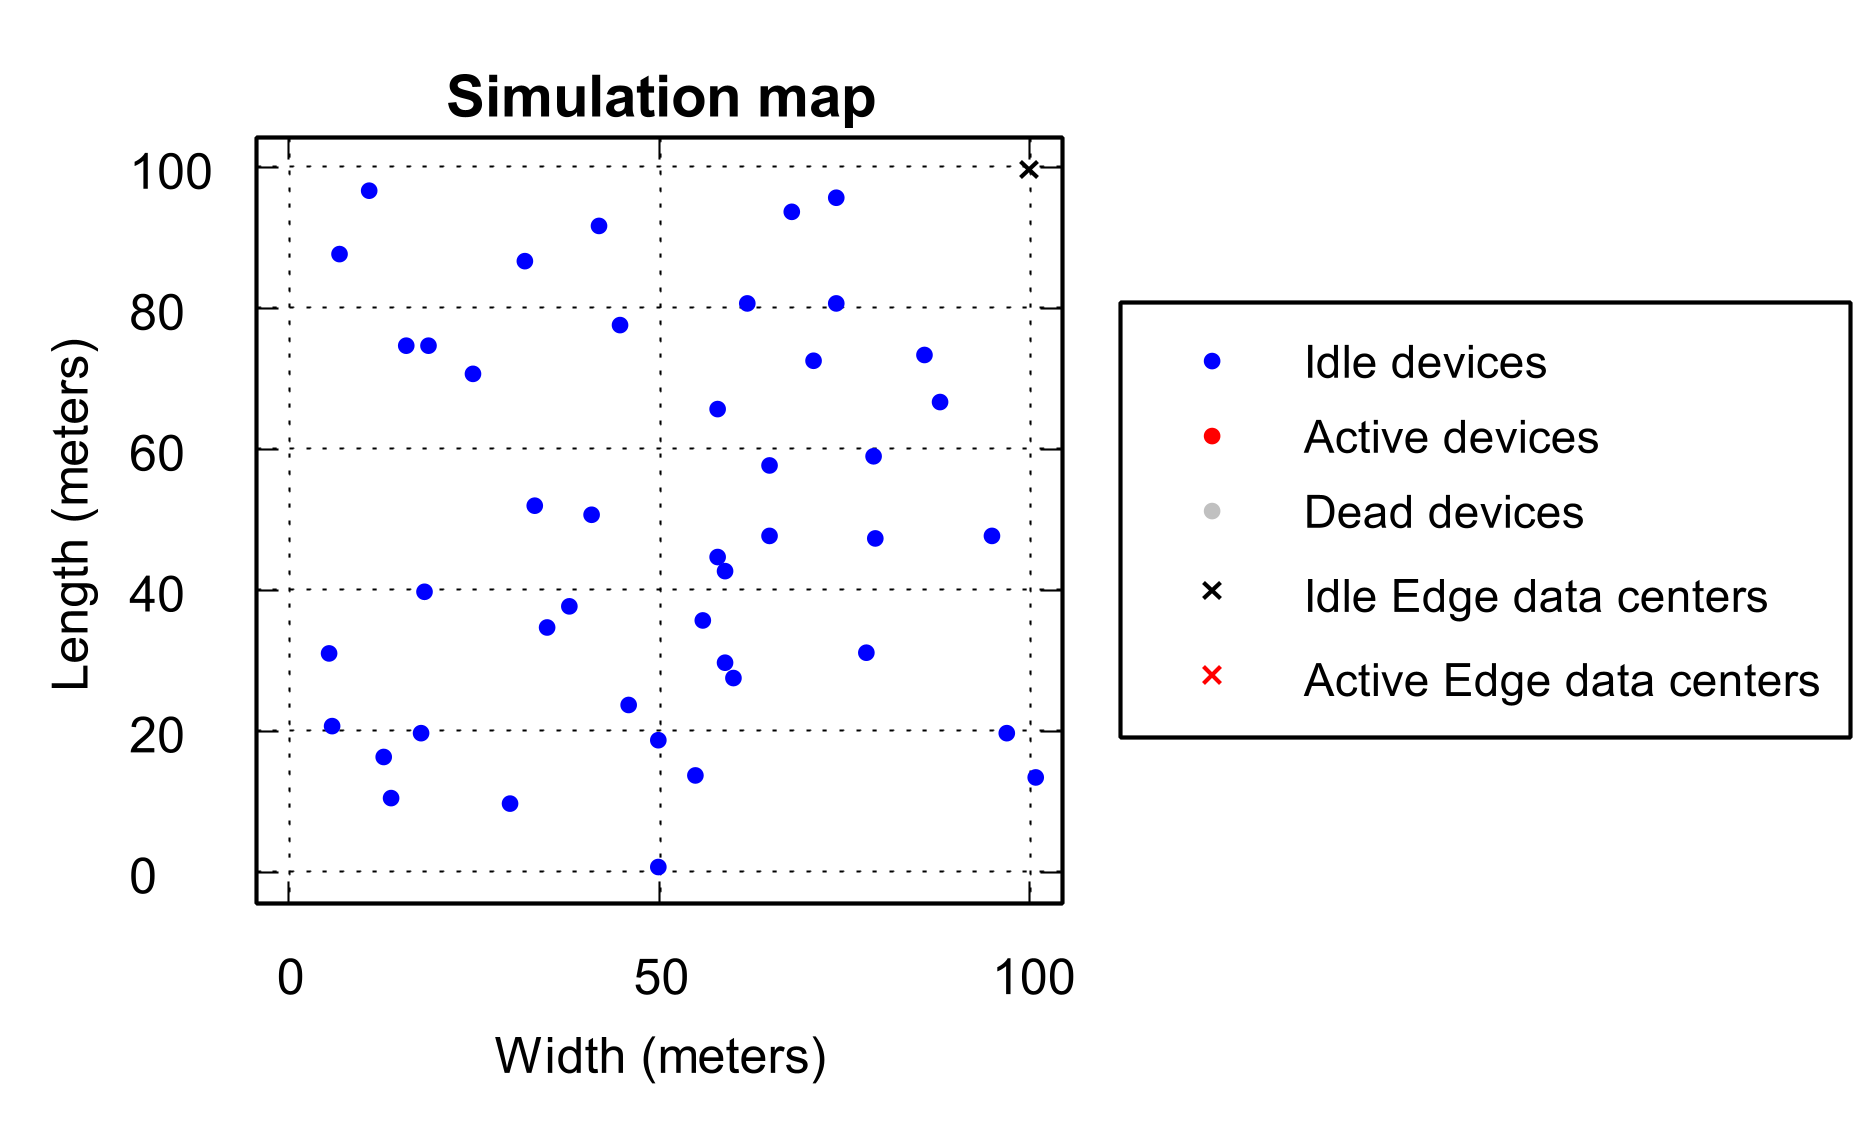 Simulation map
100
80
60
40
20
0
Length (meters)
0 50 100
Width (meters)
Idle devices
Active devices
Dead devices
Idle Edge data centers
Active Edge data centers